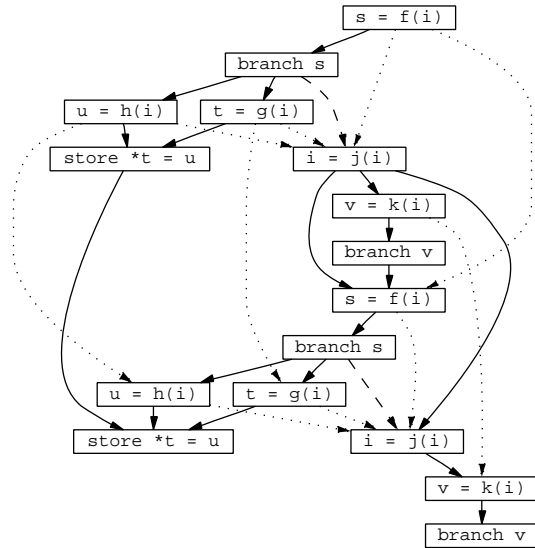 s = f(i)
branch s
u = h(i)
t = g(i)
store *t = u
i = j(i)
v = k(i)
branch v
s = f(i)
branch s
u = h(i)
t = g(i)
store *t = u
i = j(i)
v = k(i)
branch v